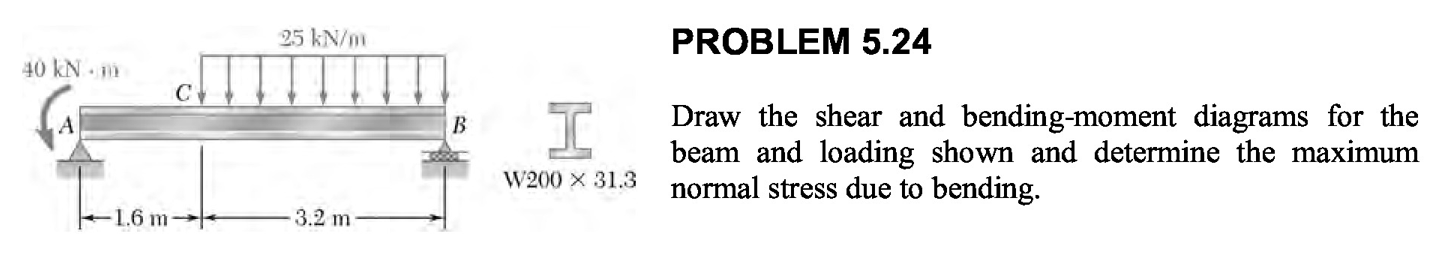 PROBLEM 5.24
25 kN/m
40 kN · m
C
A
B
W200 × 31.3
1.6 m
3.2 m
Draw the shear and bending-moment diagrams for the
beam and loading shown and determine the maximum
normal stress due to bending.